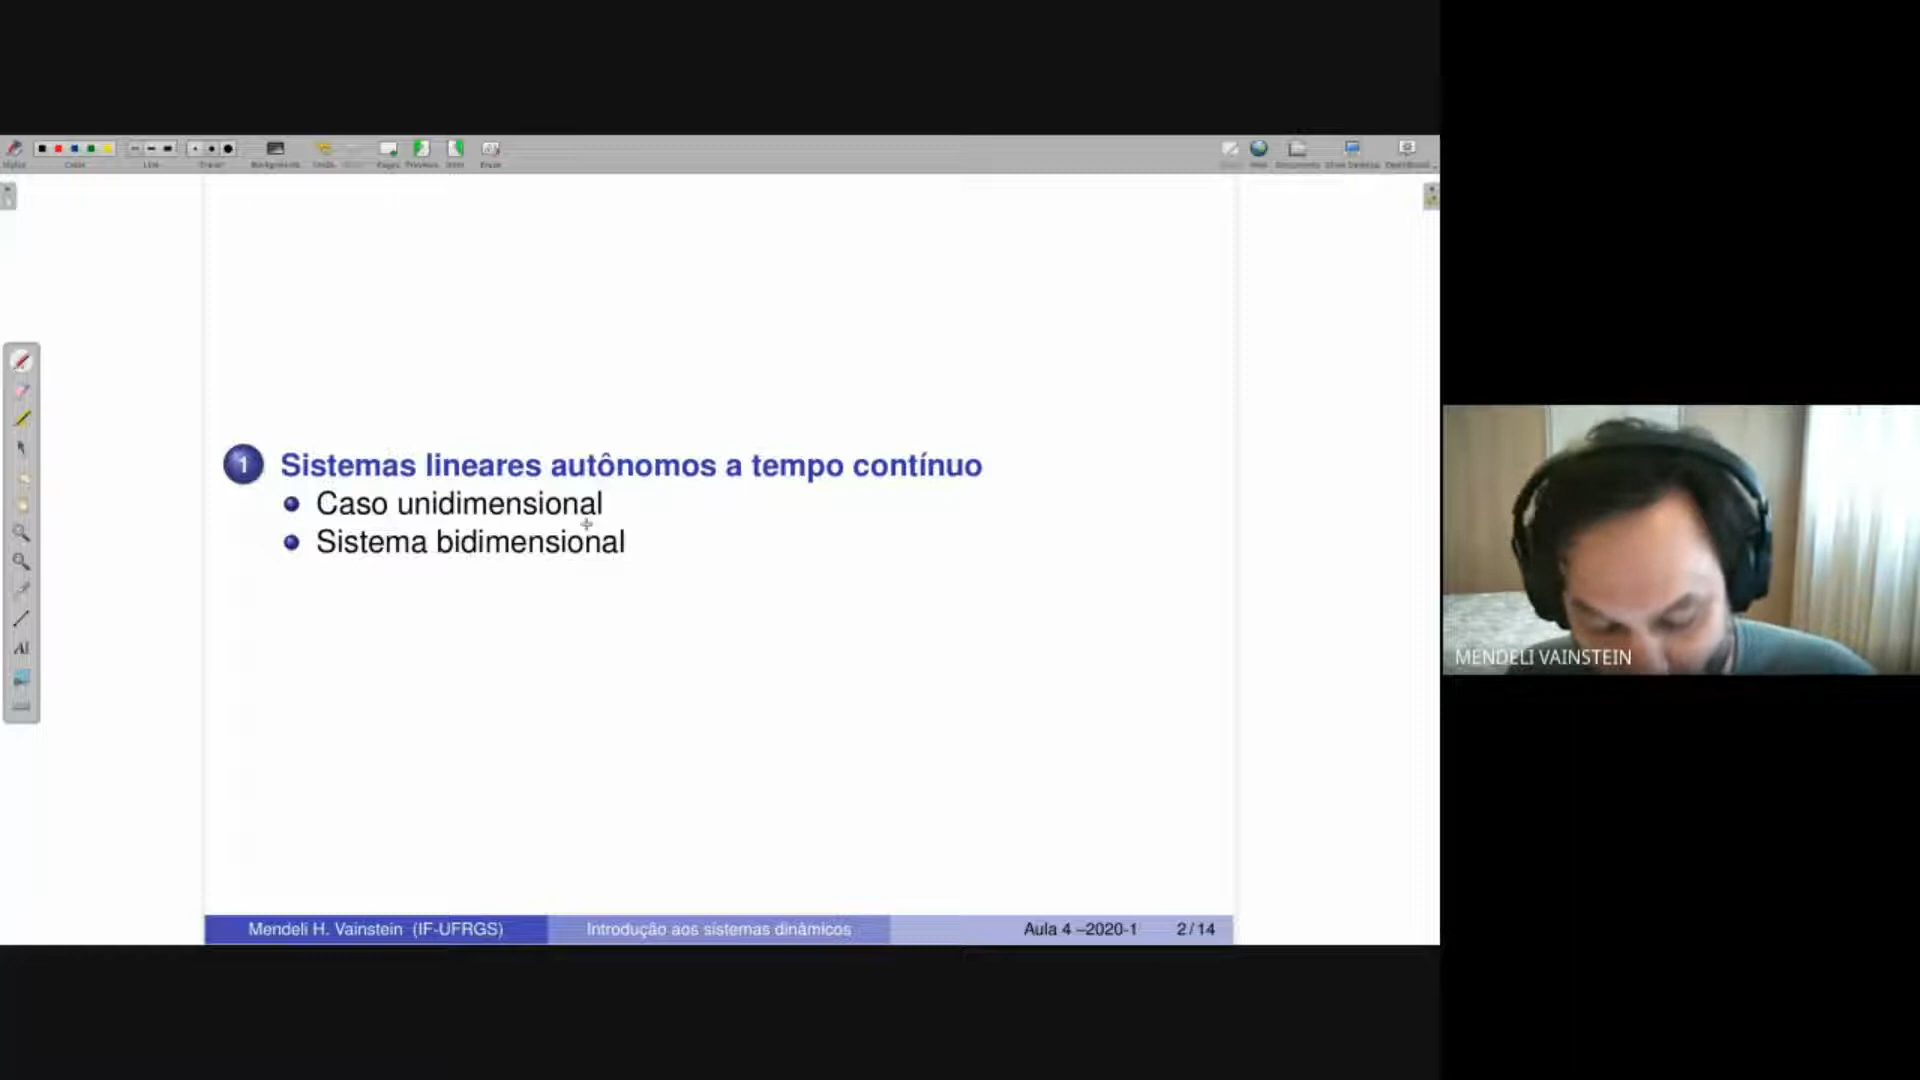 1 Sistemas lineares autônomos a tempo contínuo
Caso unidimensional
Sistema bidimensional
MENDELI VAINSTEIN
Mendeli H. Vainstein (IF-UFRGS) Introdução aos sistemas dinâmicos Aula 4 –2020-1 2 / 14